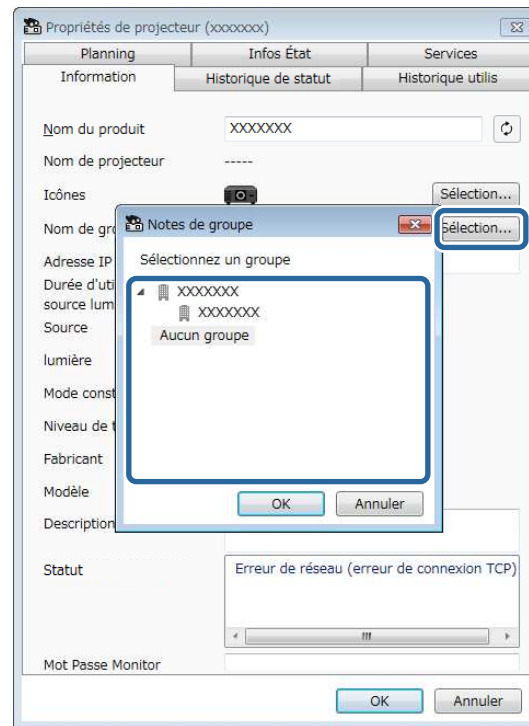 Propriétés de projecteur (xxxxxxx)
Planning Infos État Services
Information Historique de statut Historique utilis
Nom du produit XXXXXXX
Nom de projecteur -----
Icônes Sélection...
Nom de gro Sélection...
Notes de groupe
Sélectionnez un groupe
XXXXXXX
XXXXXXX
Aucun groupe
OK Annuler
Adresse IP
Durée d'uti
source lum
Source
lumière
Mode const
Niveau de t
Fabricant
Modèle
Description
Statut Erreur de réseau (erreur de connexion TCP)
Mot Passe Monitor
OK Annuler